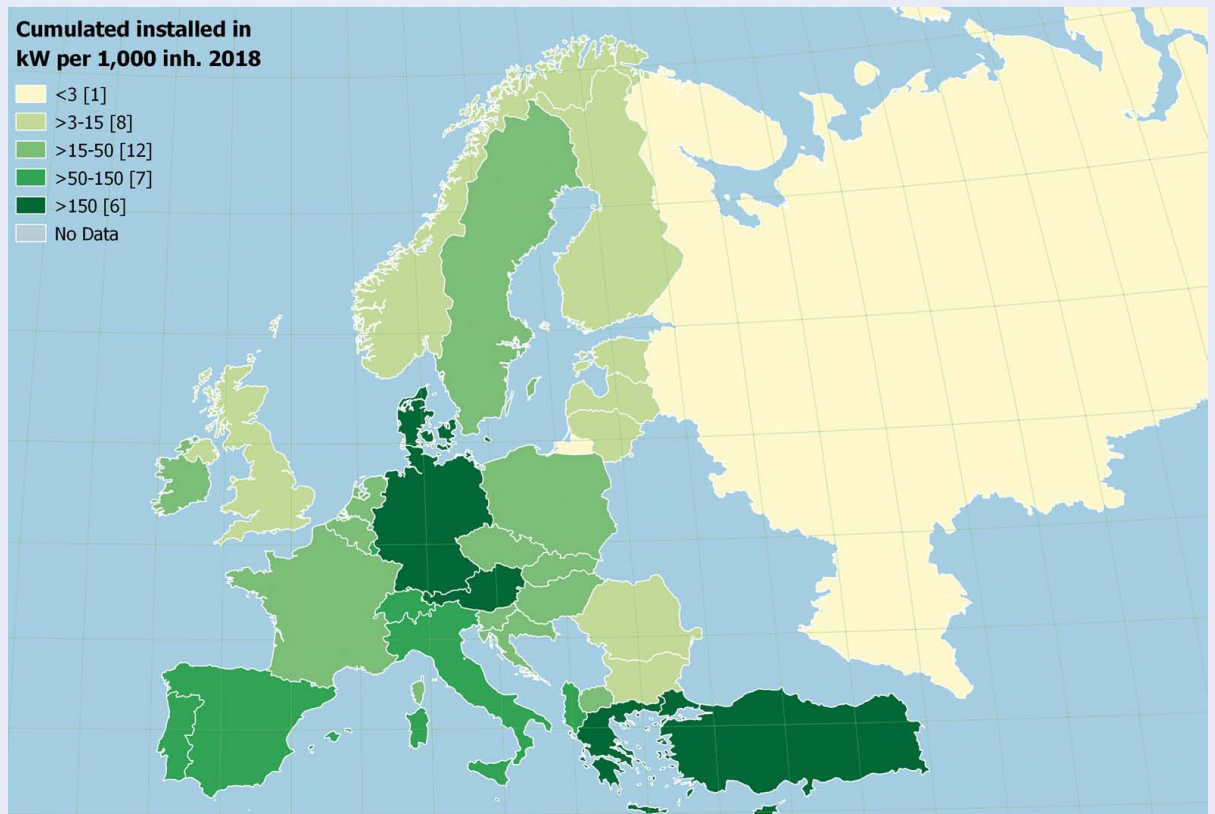 Cumulated installed in
kW per 1,000 inh. 2018
<3 [1]
>3-15 [8]
>15-50 [12]
>50-150 [7]
>150 [6]
No Data